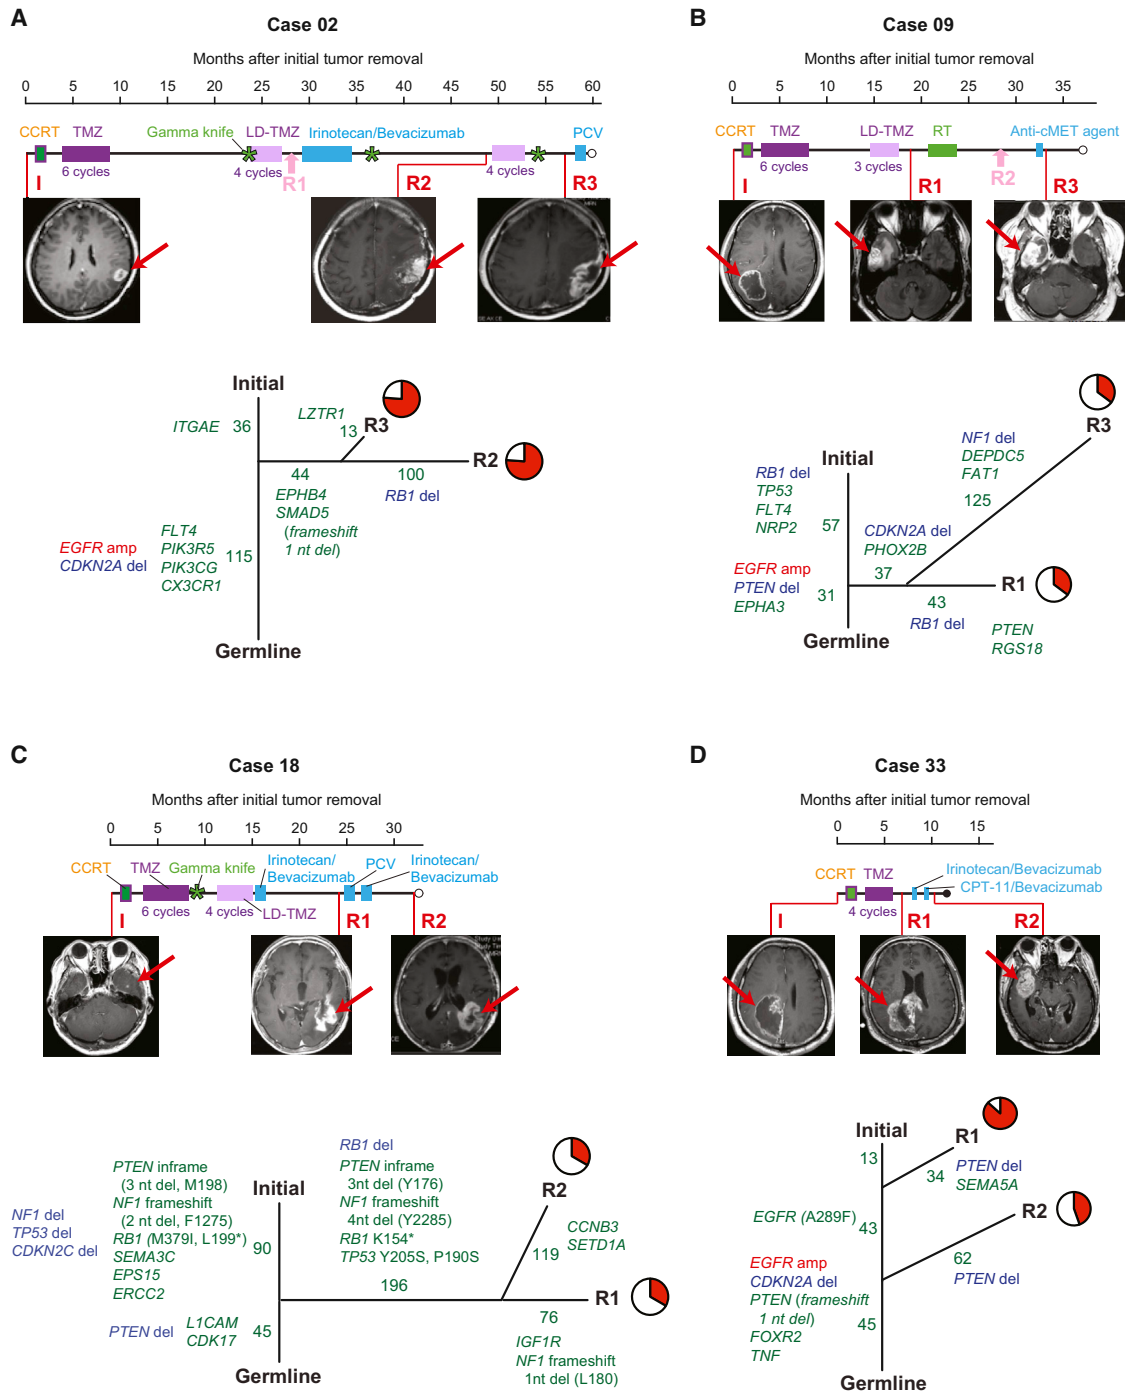 A
Case 02
Months after initial tumor removal
0 5 10 15 20 25 30 35 40 45 50 55 60
CCRT TMZ Gamma knife LD-TMZ Irinotecan/Bevacizumab PCV
6 cycles 4 cycles 4 cycles
I R1 R2 R3
Initial
ITGAE 36
LZTR1
13 R3
44 100 R2
EPHB4
SMAD5
(frameshift
1 nt del)
RB1 del
EGFR amp
CDKN2A del
FLT4
PIK3R5
PIK3CG
CX3CR1
115
Germline
B
Case 09
Months after initial tumor removal
0 5 10 15 20 25 30 35
CCRT TMZ LD-TMZ RT Anti-cMET agent
6 cycles 3 cycles
I R1 R2 R3
R3
NF1 del
DEPDC5
FAT1
125
Initial
RB1 del
TP53
FLT4
NRP2
57
CDKN2A del
PHOX2B
37
EGFR amp
PTEN del
EPHA3
31
R1
43
RB1 del
PTEN
RGS18
Germline
C
Case 18
Months after initial tumor removal
0 5 10 15 20 25 30
CCRT TMZ Gamma knife Irinotecan/
Bevacizumab PCV Irinotecan/
Bevacizumab
6 cycles 4 cycles LD-TMZ
I R1 R2
NF1 del
TP53 del
CDKN2C del
PTEN inframe
(3 nt del, M198)
NF1 frameshift
(2 nt del, F1275)
RB1 (M379I, L199*)
SEMA3C
EPS15
ERCC2
Initial
90
RB1 del
PTEN inframe
3nt del (Y176)
NF1 frameshift
4nt del (Y2285)
RB1 K154*
TP53 Y205S, P190S
196
R2
CCNB3
SETD1A
119
R1
76
IGF1R
NF1 frameshift
1nt del (L180)
PTEN del
L1CAM
CDK17
45
Germline
D
Case 33
Months after initial tumor removal
0 5 10 15
CCRT TMZ Irinotecan/Bevacizumab
CPT-11/Bevacizumab
4 cycles
I R1 R2
Initial
13
R1
34
PTEN del
SEMA5A
EGFR (A289F) 43
R2
62
PTEN del
EGFR amp
CDKN2A del
PTEN (frameshift
1 nt del)
FOXR2
TNF
45
Germline